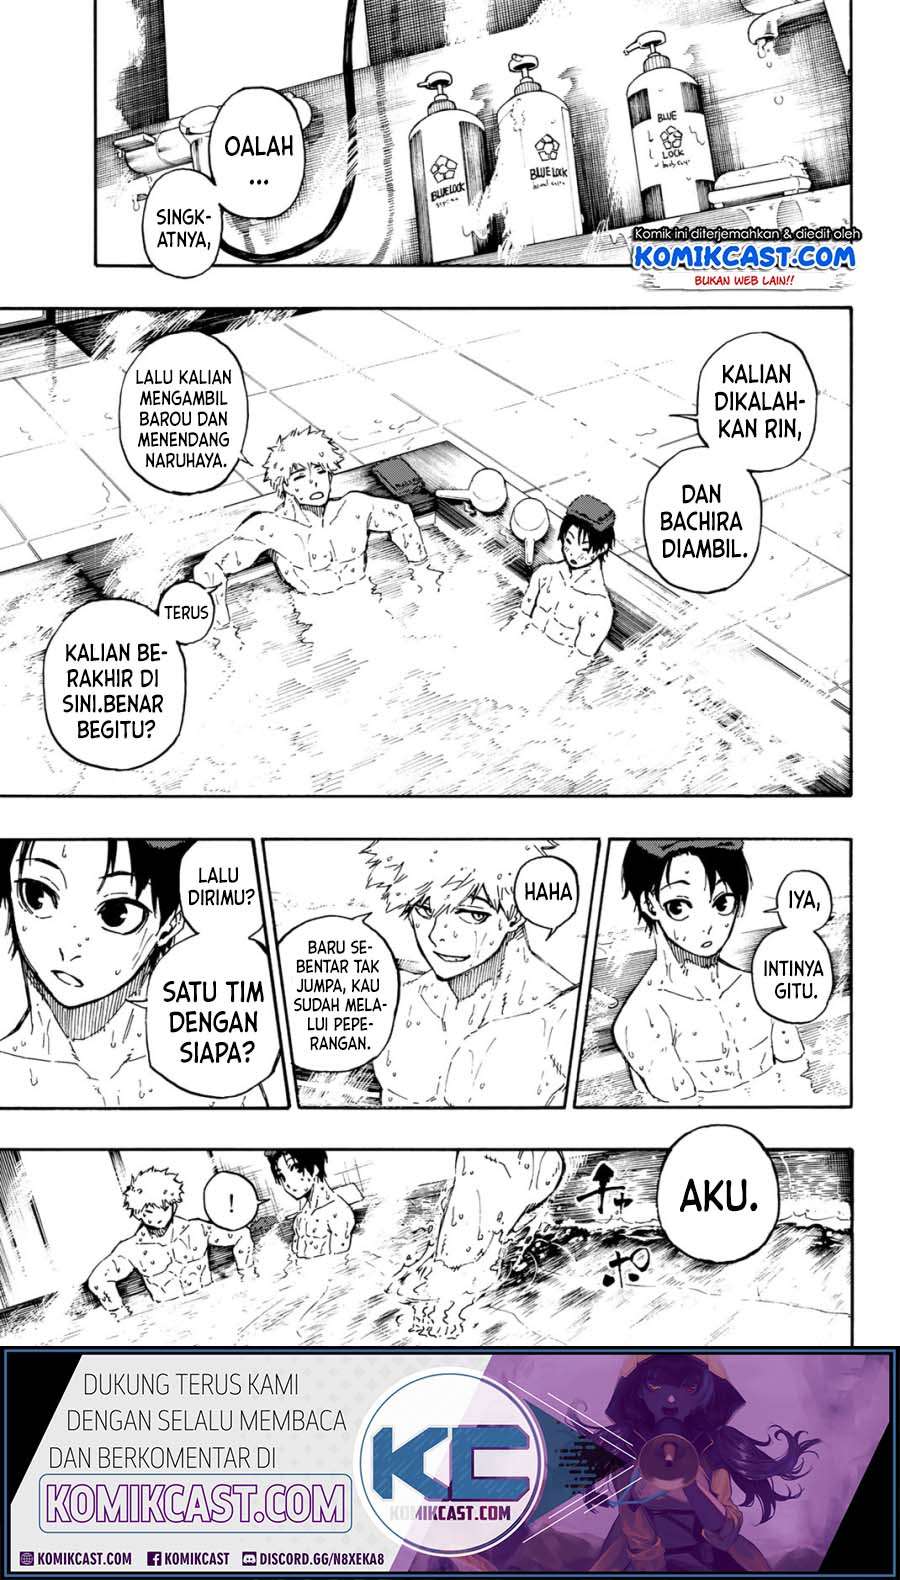 OALAH
...
SINGK-
ATNYA,
BLUE LOCK
BLUE LOCK
BLUE
LOCK
Komik ini diterjemahkan & diedit oleh
KOMIKCAST.COM
BUKAN WEB LAIN!!
KALIAN
DIKALAH-
KAN RIN,
DAN
BACHIRA
DIAMBIL.
LALU KALIAN
MENGAMBIL
BAROU DAN
MENENDANG
NARUHAYA.
TERUS
KALIAN BE-
RAKHIR DI
SINI.BENAR
BEGITU?
IYA,
INTINYA
GITU.
HAHA
BARU SE-
BENTAR TAK
JUMPA, KAU
SUDAH MELA-
LUI PEPE-
RANGAN.
LALU
DIRIMU?
SATU TIM
DENGAN
SIAPA?
AKU.
チャ
ポ
!
DUKUNG TERUS KAMI
DENGAN SELALU MEMBACA
DAN BERKOMENTAR DI
KOMIKCAST.COM
KC
KOMIKCAST.COM
KOMIKCAST.COM
KOMIKCAST
DISCORD.GG/N8XEKA8